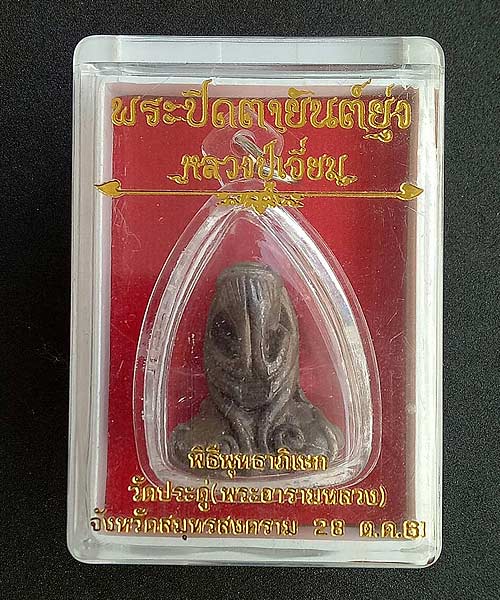 พระปิดตายันต์ยุ่ง
หลวงปู่เจี่ยน
พิธีพุทธาภิเษก
วัดประดู่(พระอารามหลวง)
จังหวัดสมุทรสงคราม 28 ต.ค.61